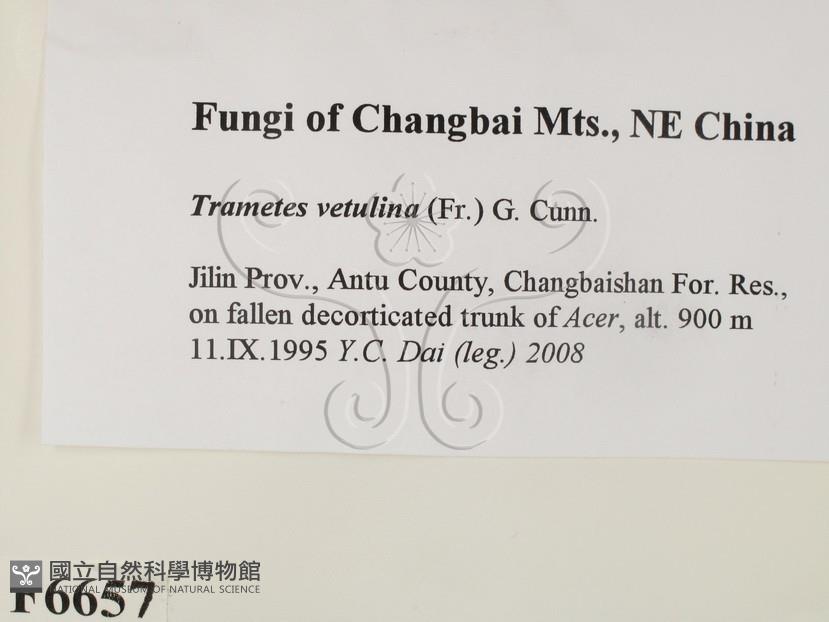 Fungi of Changbai Mts., NE China
Trametes vetulina (Fr.) G. Cunn.
Jilin Prov., Antu County, Changbaishan For. Res.,
on fallen decorticated trunk of Acer, alt. 900 m
11.IX.1995 Y.C. Dai (leg.) 2008
國立自然科學博物館
NATIONAL MUSEUM OF NATURAL SCIENCE
F6657